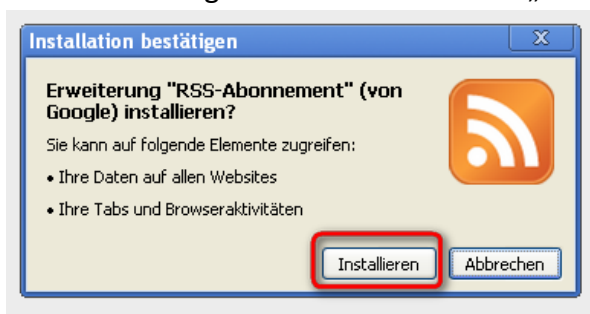 „
Installation bestätigen
Erweiterung "RSS-Abonnement" (von
Google) installieren?
Sie kann auf folgende Elemente zugreifen:
• Ihre Daten auf allen Websites
• Ihre Tabs und Browseraktivitäten
Installieren Abbrechen